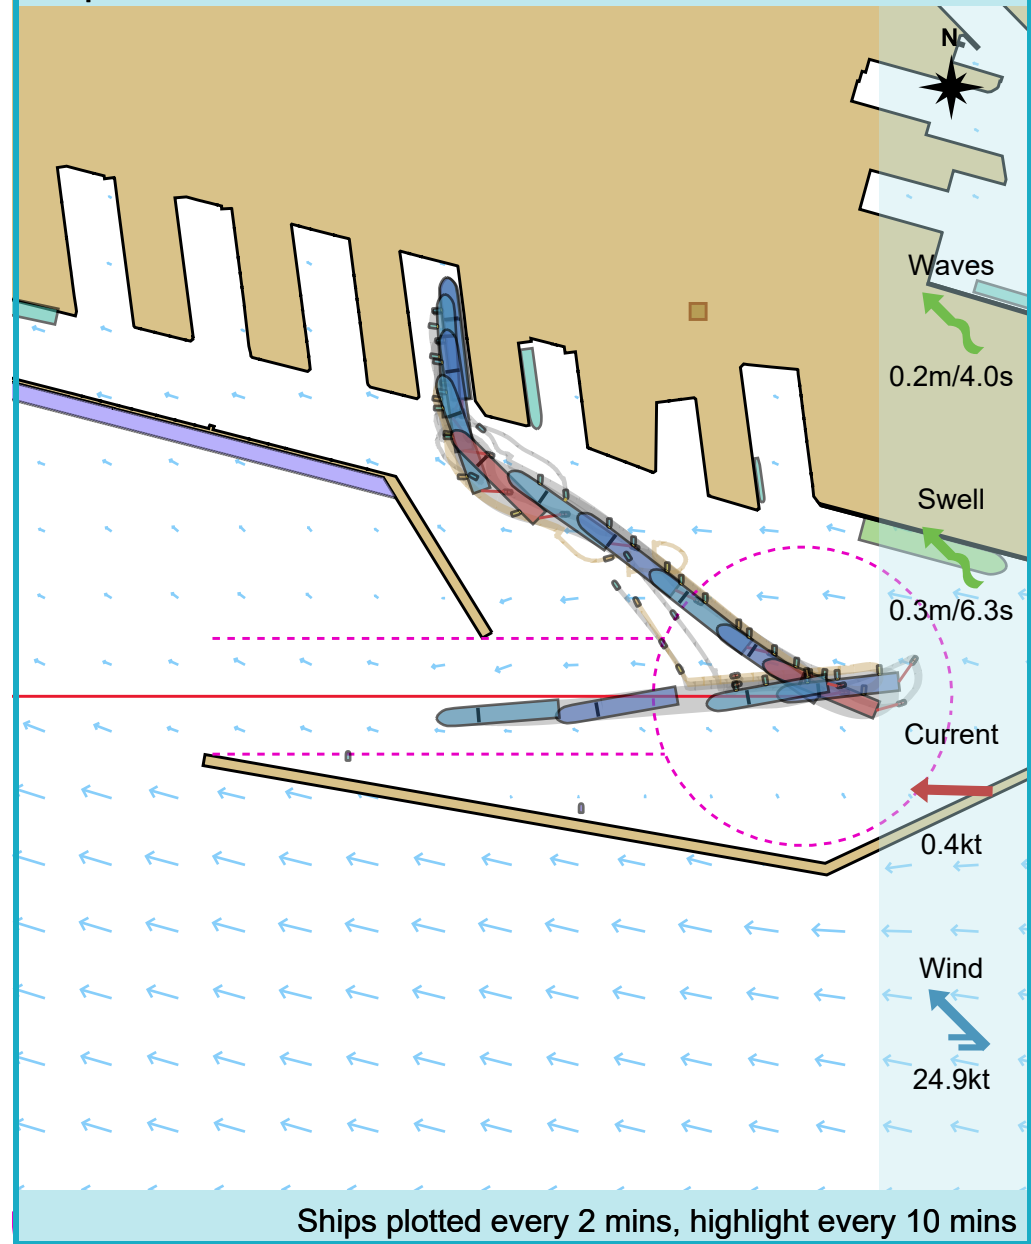 N
Waves
0.2m/4.0s
Swell
0.3m/6.3s
Current
0.4kt
Wind
24.9kt
Ships plotted every 2 mins, highlight every 10 mins